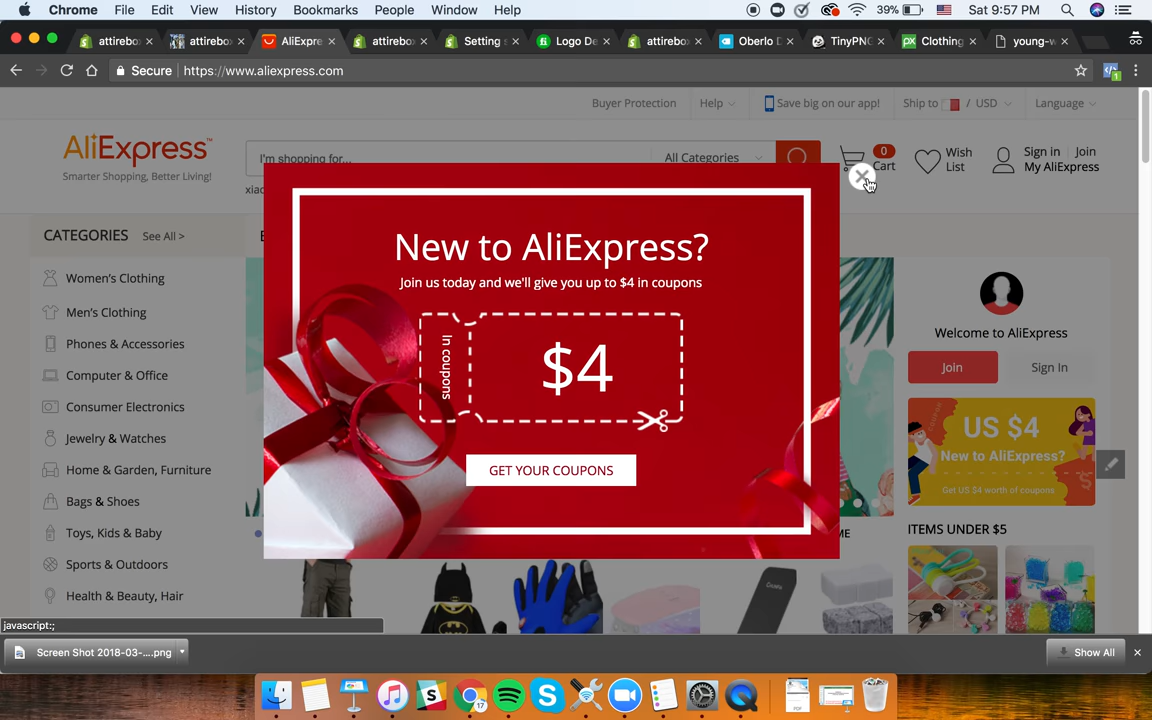 Chrome File Edit View History Bookmarks People Window Help 39% Sat 9:57 PM
attirebo AliExpre attirebo Setting Logo De attirebo Oberlo D TinyPN Clothing young-w
Secure https://www.aliexpress.com 1
Buyer Protection Help Save big on our app! Ship to / USD Language
AliExpress™
Smarter Shopping, Better Living!
I'm shopping for... All Categories
0
Cart
Wish
List
Sign in Join
My AliExpress
xiao
CATEGORIES See All >
Women's Clothing
Men's Clothing
Phones & Accessories
Computer & Office
Consumer Electronics
Jewelry & Watches
Home & Garden, Furniture
Bags & Shoes
Toys, Kids & Baby
Sports & Outdoors
Health & Beauty, Hair
New to AliExpress?
Join us today and we'll give you up to $4 in coupons
In coupons
$4
GET YOUR COUPONS
Welcome to AliExpress
Join Sign In
US $4
New to AliExpress?
Get US $4 worth of coupons
ITEMS UNDER $5
javascript:;
Screen Shot 2018-03-....png Show All
17